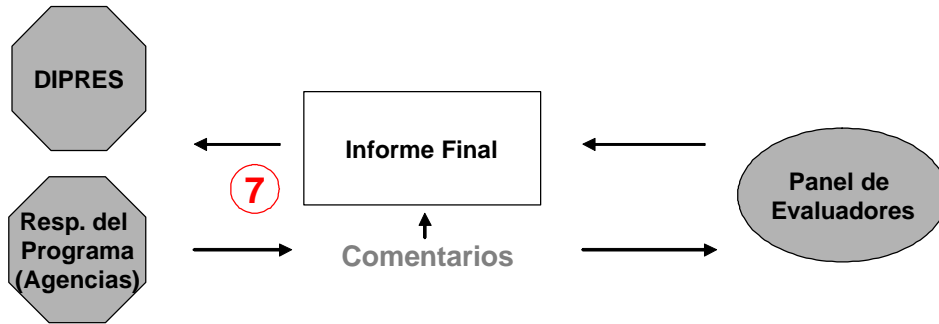 DIPRES
Informe Final
7
Panel de
Evaluadores
Resp. del
Programa
(Agencias)
Comentarios